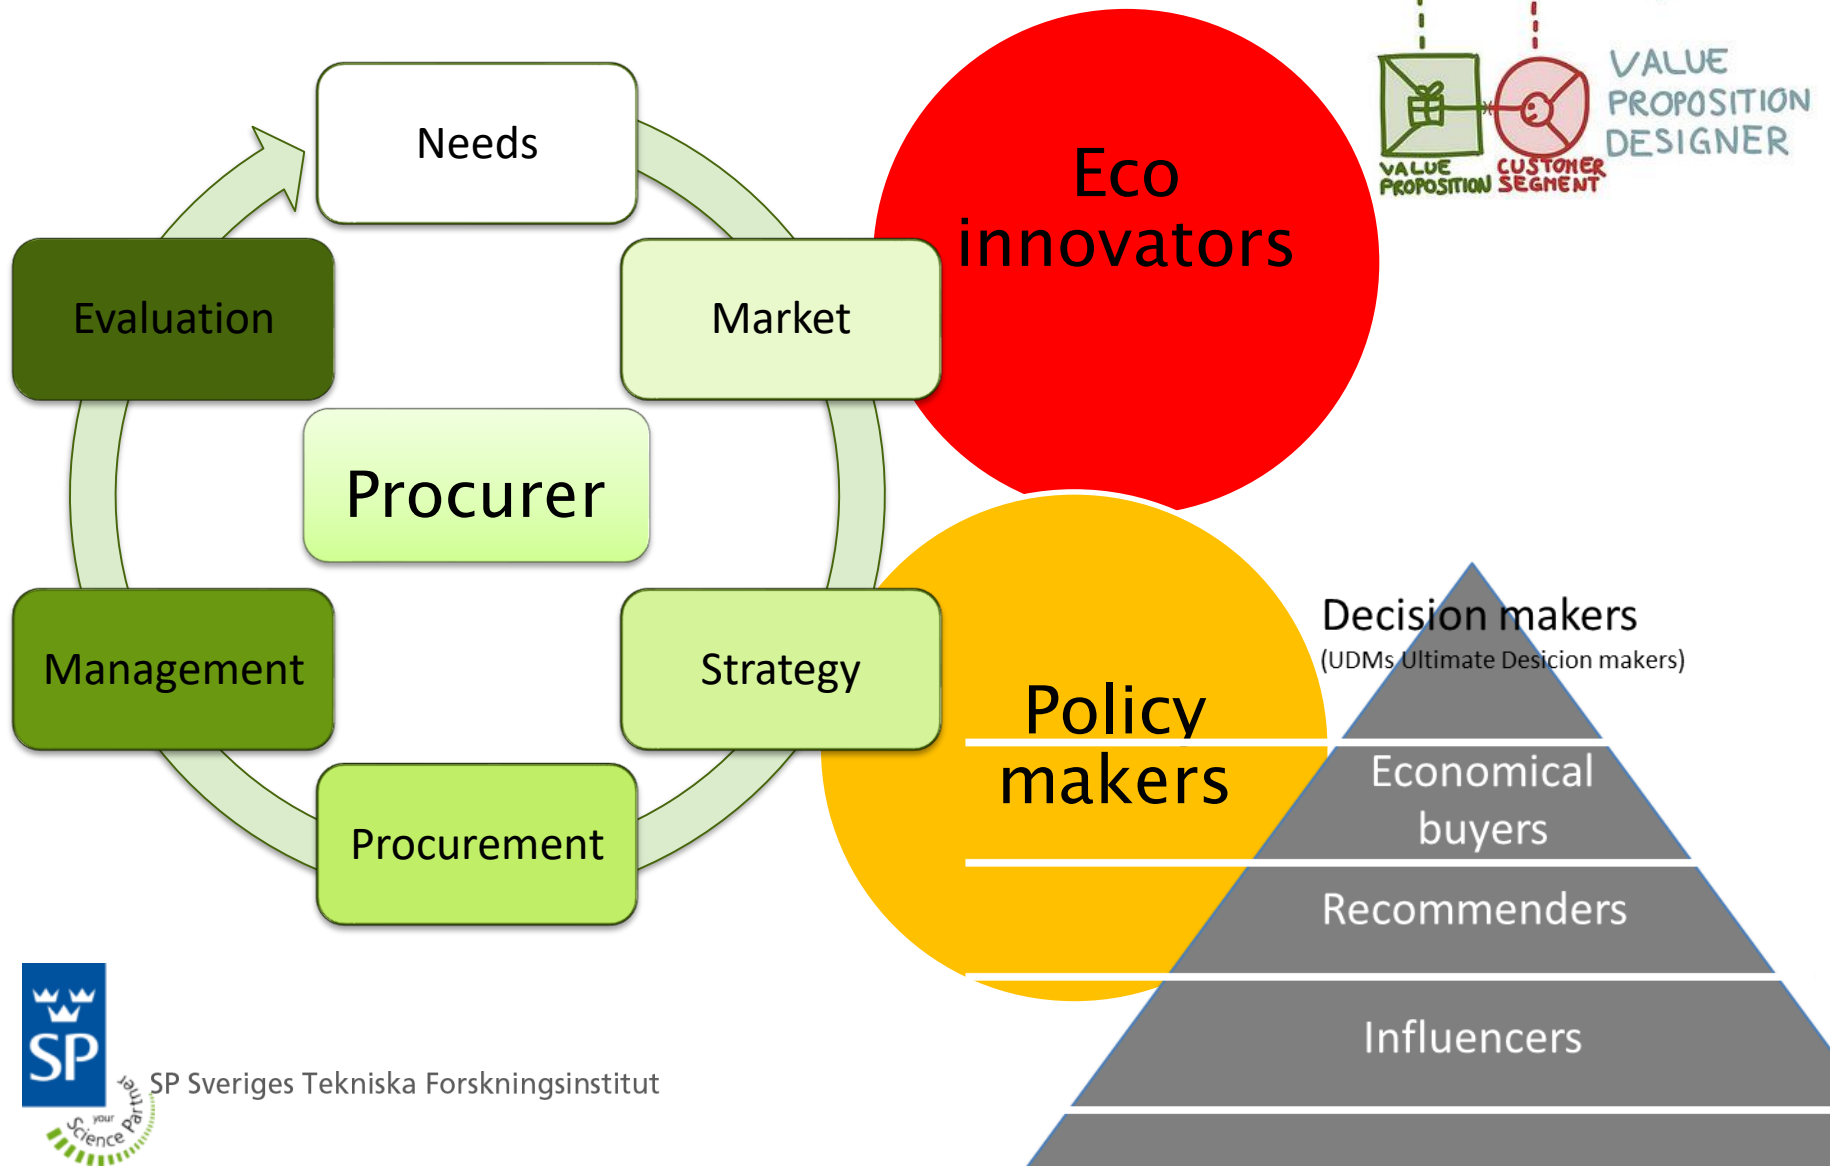 Needs
Market
Strategy
Procurement
Management
Evaluation
Procurer
Eco
innovators
Policy
makers
VALUE
PROPOSITION
DESIGNER
VALUE
PROPOSITION
CUSTOMER
SEGMENT
Decision makers
(UDMs Ultimate Desicion makers)
Economical
buyers
Recommenders
Influencers
SP
your
Science Partner
SP Sveriges Tekniska Forskningsinstitut